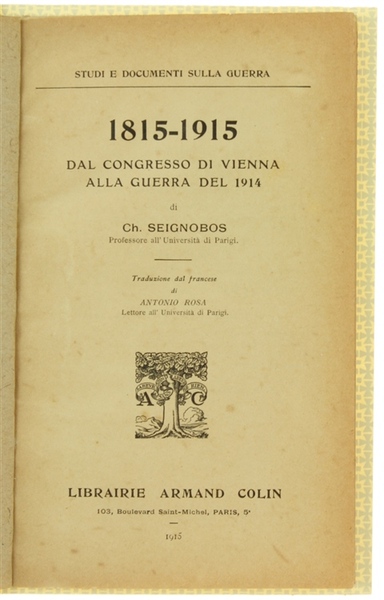 STUDI E DOCUMENTI SULLA GUERRA
1815-1915
DAL CONGRESSO DI VIENNA
ALLA GUERRA DEL 1914
di
Ch. SEIGNOBOS
Professore all'Università di Parigi.
Traduzione dal francese
di
ANTONIO ROSA
Lettore all'Università di Parigi.
A C
LIBRAIRIE ARMAND COLIN
103, Boulevard Saint-Michel, PARIS, 5e
1915